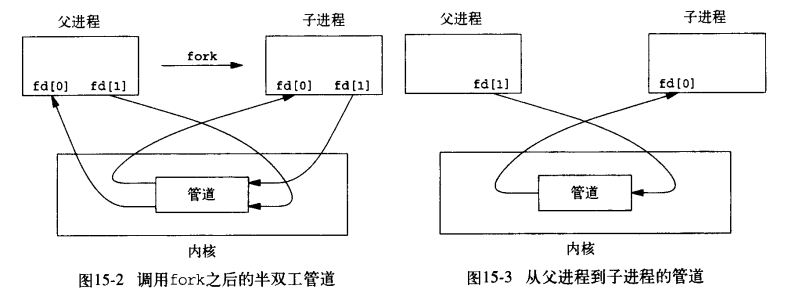 父进程
子进程
fork
fd[0] fd[1]
fd[0] fd[1]
管道
内核
图15-2 调用fork之后的半双工管道
父进程
子进程
fd[1]
fd[0]
管道
内核
图15-3 从父进程到子进程的管道